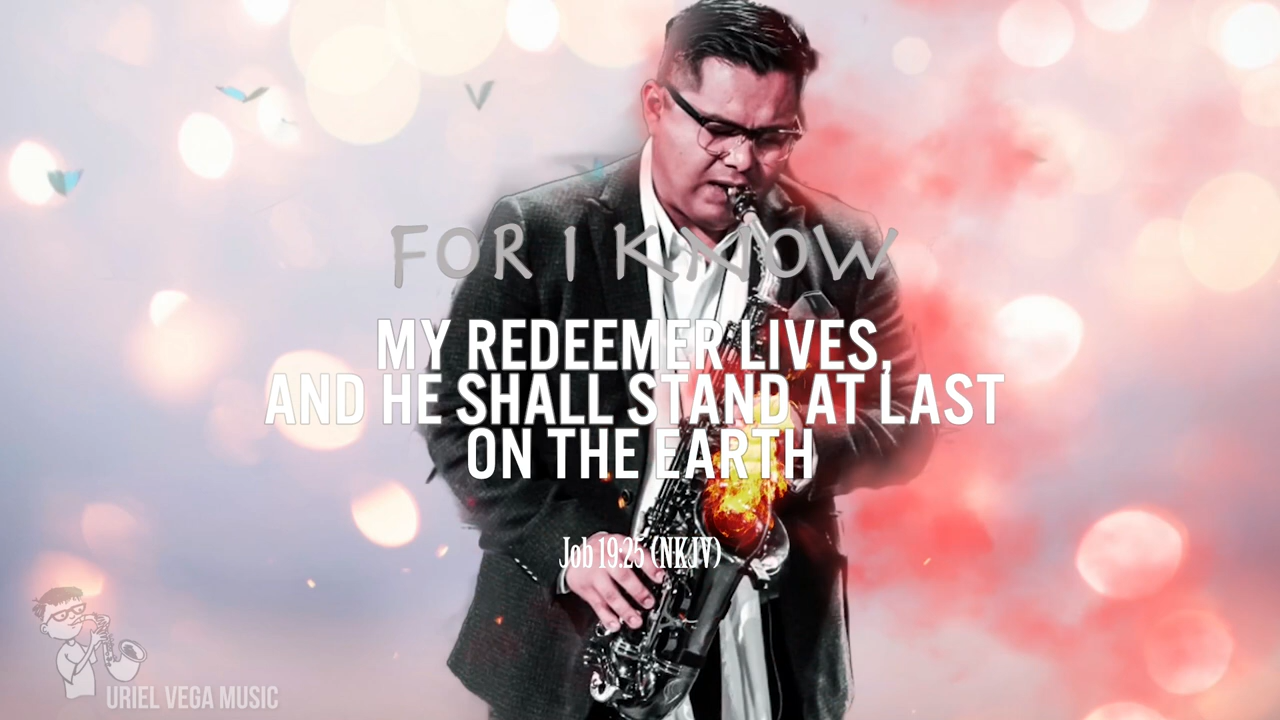 FOR I KNOW
MY REDEEMER LIVES,
AND HE SHALL STAND AT LAST
ON THE EARTH
Job 19:25 (NKJV)
URIEL VEGA MUSIC